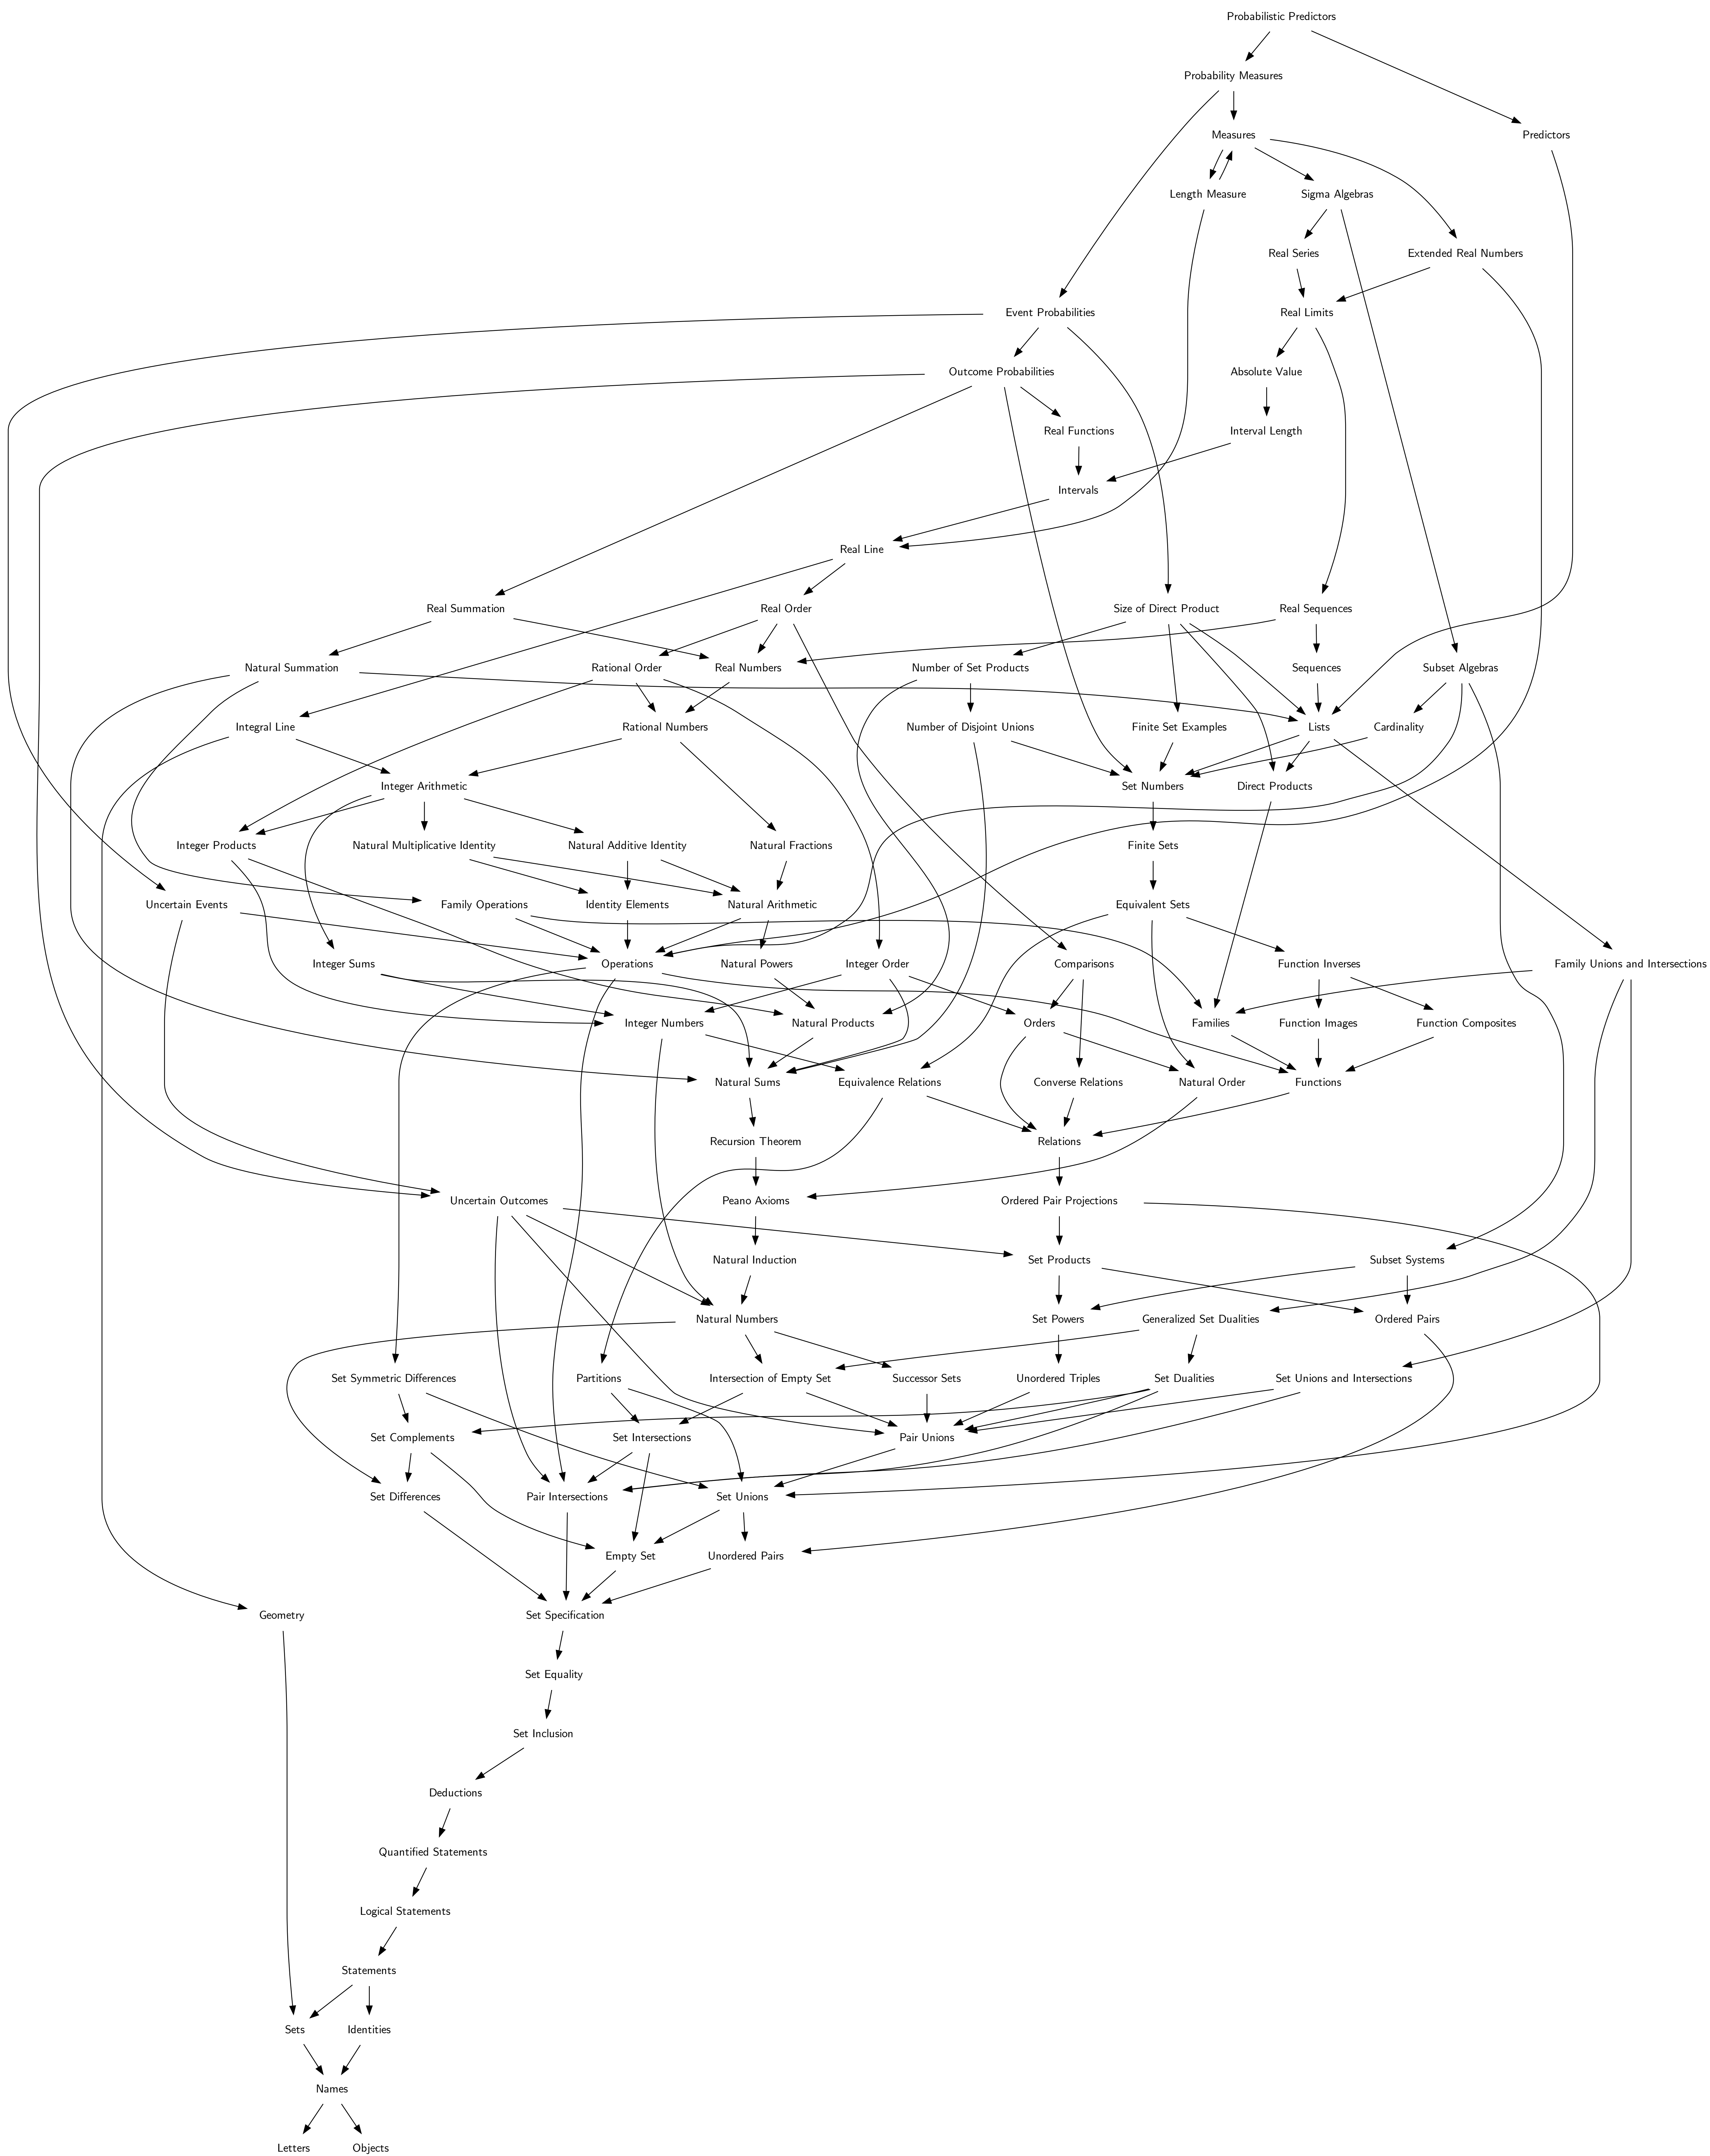 Probabilistic Predictors
Probability Measures
Measures
Predictors
Length Measure
Sigma Algebras
Real Series
Extended Real Numbers
Event Probabilities
Real Limits
Outcome Probabilities
Absolute Value
Real Functions
Interval Length
Intervals
Real Line
Real Summation
Real Order
Size of Direct Product
Real Sequences
Natural Summation
Rational Order
Real Numbers
Number of Set Products
Sequences
Subset Algebras
Integral Line
Rational Numbers
Number of Disjoint Unions
Finite Set Examples
Lists
Cardinality
Integer Arithmetic
Set Numbers
Direct Products
Integer Products
Natural Multiplicative Identity
Natural Additive Identity
Natural Fractions
Finite Sets
Uncertain Events
Family Operations
Identity Elements
Natural Arithmetic
Equivalent Sets
Integer Sums
Operations
Natural Powers
Integer Order
Comparisons
Function Inverses
Family Unions and Intersections
Integer Numbers
Natural Products
Orders
Families
Function Images
Function Composites
Natural Sums
Equivalence Relations
Converse Relations
Natural Order
Functions
Recursion Theorem
Relations
Uncertain Outcomes
Peano Axioms
Ordered Pair Projections
Natural Induction
Set Products
Subset Systems
Natural Numbers
Set Powers
Generalized Set Dualities
Ordered Pairs
Set Symmetric Differences
Partitions
Intersection of Empty Set
Successor Sets
Unordered Triples
Set Dualities
Set Unions and Intersections
Set Complements
Set Intersections
Pair Unions
Set Differences
Pair Intersections
Set Unions
Empty Set
Unordered Pairs
Geometry
Set Specification
Set Equality
Set Inclusion
Deductions
Quantified Statements
Logical Statements
Statements
Sets
Identities
Names
Letters
Objects